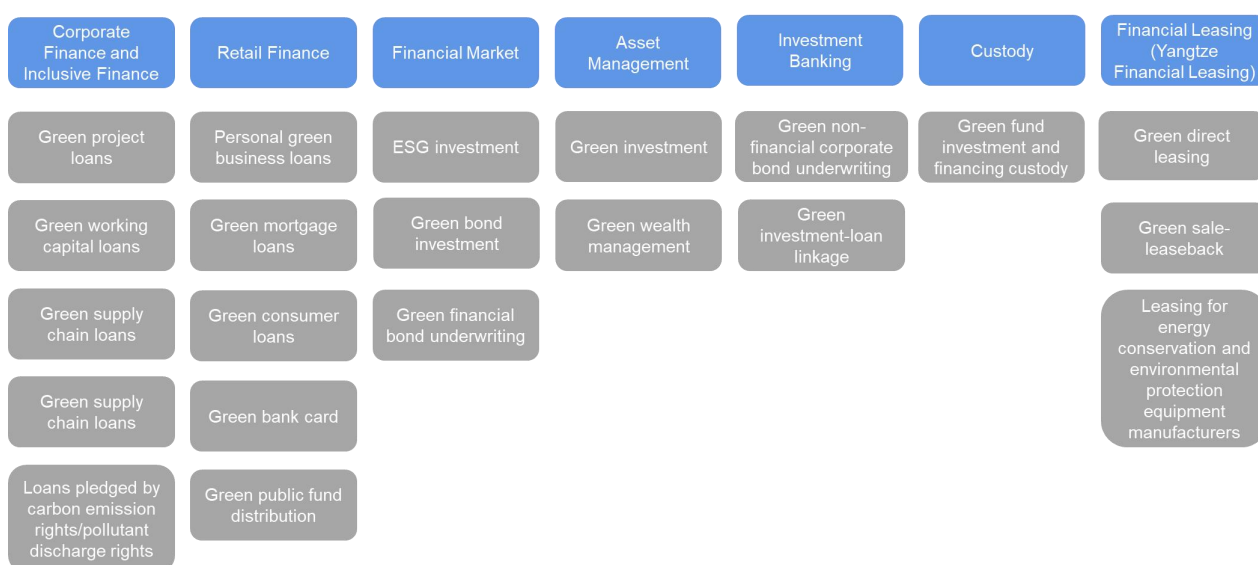 Corporate
Finance and
Inclusive Finance
Retail Finance
Financial Market
Asset
Management
Investment
Banking
Custody
Financial Leasing
(Yangtze
Financial Leasing)
Green project
loans
Personal green
business loans
ESG investment
Green investment
Green non-
financial corporate
bond underwriting
Green fund
investment and
financing custody
Green direct
leasing
Green working
capital loans
Green mortgage
loans
Green bond
investment
Green wealth
management
Green
investment-loan
linkage
Green sale-
leaseback
Green supply
chain loans
Green consumer
loans
Green financial
bond underwriting
Leasing for
energy
conservation and
environmental
protection
equipment
manufacturers
Green supply
chain loans
Green bank card
Loans pledged by
carbon emission
rights/pollutant
discharge rights
Green public fund
distribution